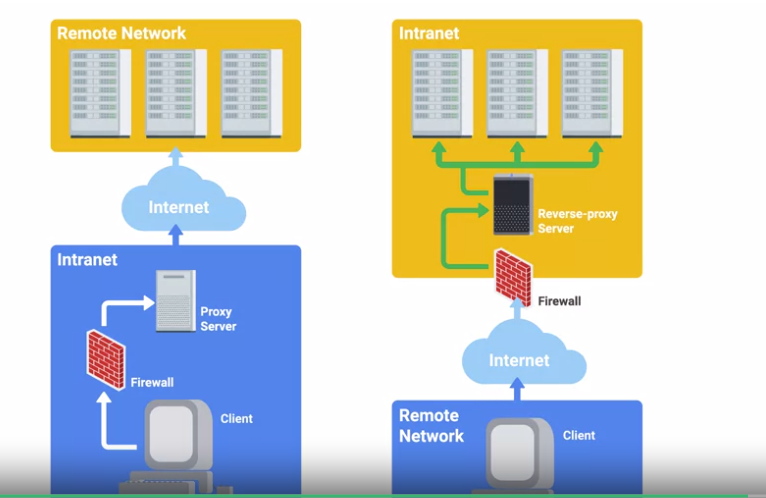 Remote Network
Internet
Intranet
Proxy
Server
Firewall
Client
Intranet
Reverse-proxy
Server
Firewall
Internet
Remote
Network
Client